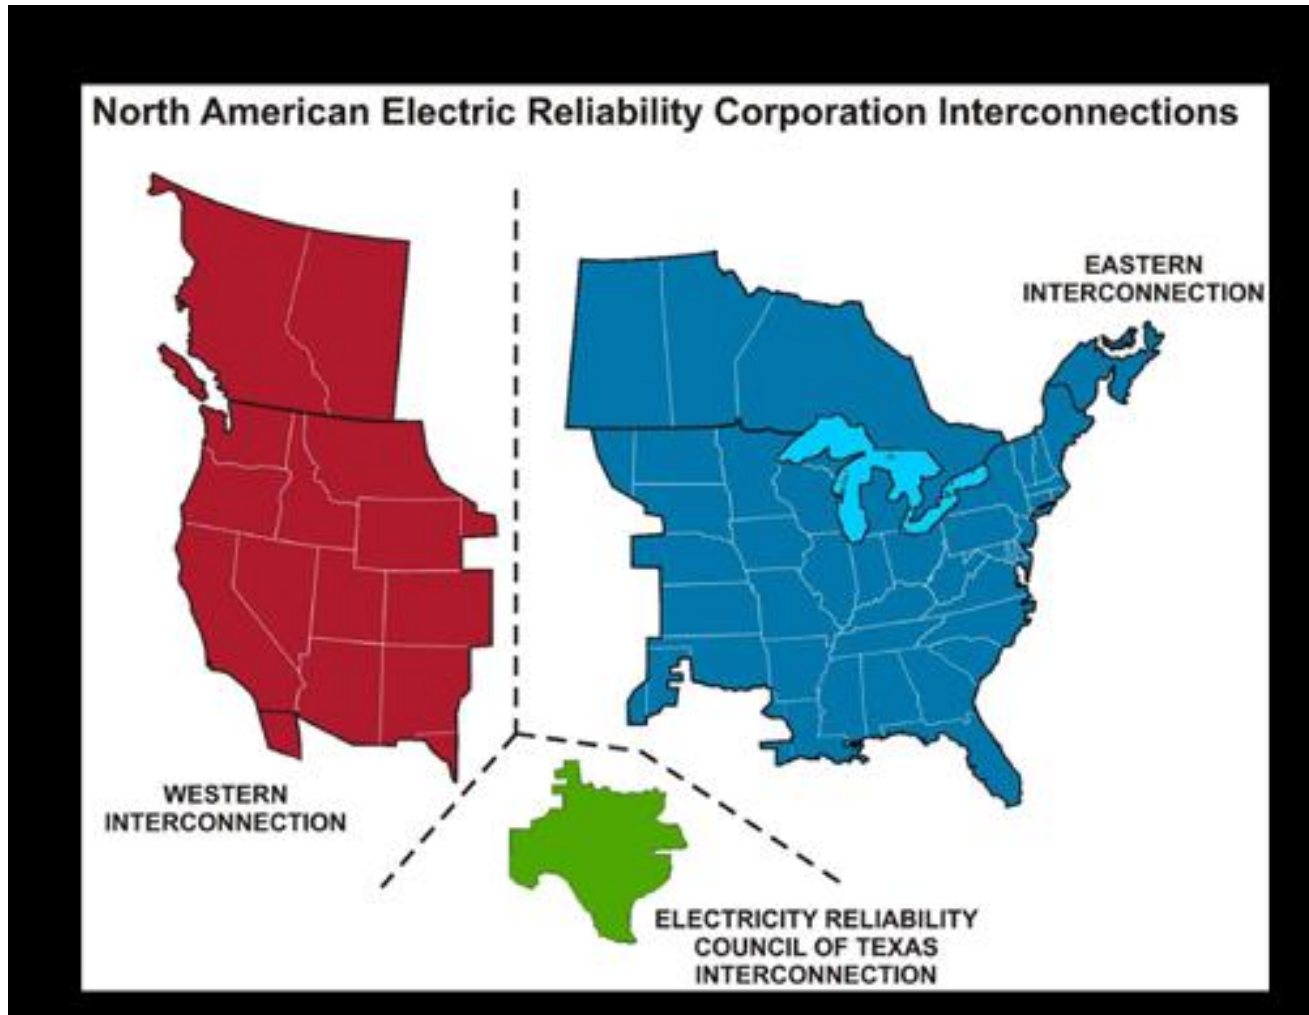 North American Electric Reliability Corporation Interconnections
EASTERN
INTERCONNECTION
WESTERN
INTERCONNECTION
ELECTRICITY RELIABILITY
COUNCIL OF TEXAS
INTERCONNECTION